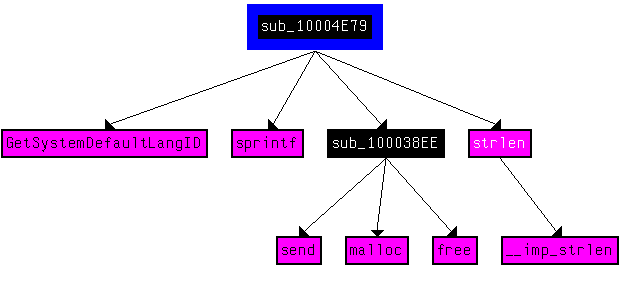 sub_10004E79
GetSystemDefaultLangID
sprintf
sub_100038EE
strlen
send
malloc
free
__imp_strlen